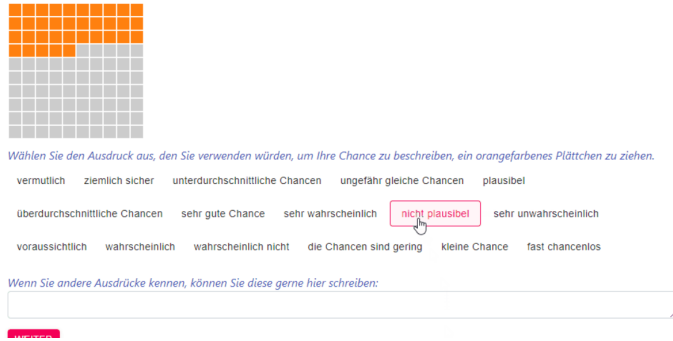 Wählen Sie den Ausdruck aus, den Sie verwenden würden, um Ihre Chance zu beschreiben, ein orangefarbenes Plättchen zu ziehen.
vermutlich ziemlich sicher unterdurchschnittliche Chancen ungefähr gleiche Chancen plausibel
überdurchschnittliche Chancen sehr gute Chance sehr wahrscheinlich nicht plausibel sehr unwahrscheinlich
voraussichtlich wahrscheinlich wahrscheinlich nicht die Chancen sind gering kleine Chance fast chancenlos
Wenn Sie andere Ausdrücke kennen, können Sie diese gerne hier schreiben:
WEITER